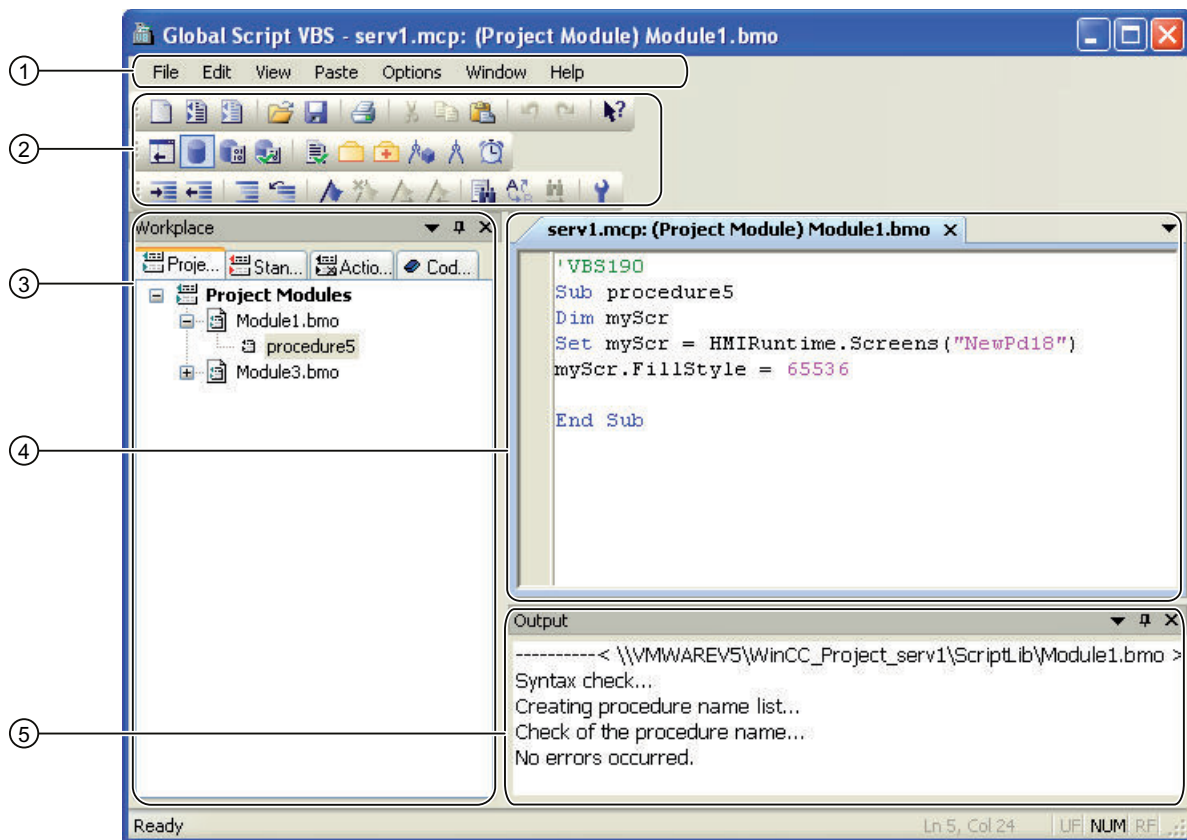 Global Script VBS - serv1.mcp: (Project Module) Module1.bmo
1
File Edit View Paste Options Window Help
2
Workplace
3
Proje... Stan... Actio... Cod...
Project Modules
Module1.bmo
procedure5
Module3.bmo
serv1.mcp: (Project Module) Module1.bmo
'VBS190
Sub procedure5
Dim myScr
Set myScr = HMIRuntime.Screens("NewPdl8")
myScr.FillStyle = 65536
End Sub
4
Output
----------< \\VMWAREV5\WinCC_Project_serv1\ScriptLib\Module1.bmo >
Syntax check...
Creating procedure name list...
Check of the procedure name...
No errors occurred.
5
Ready Ln 5, Col 24 UF NUM RF